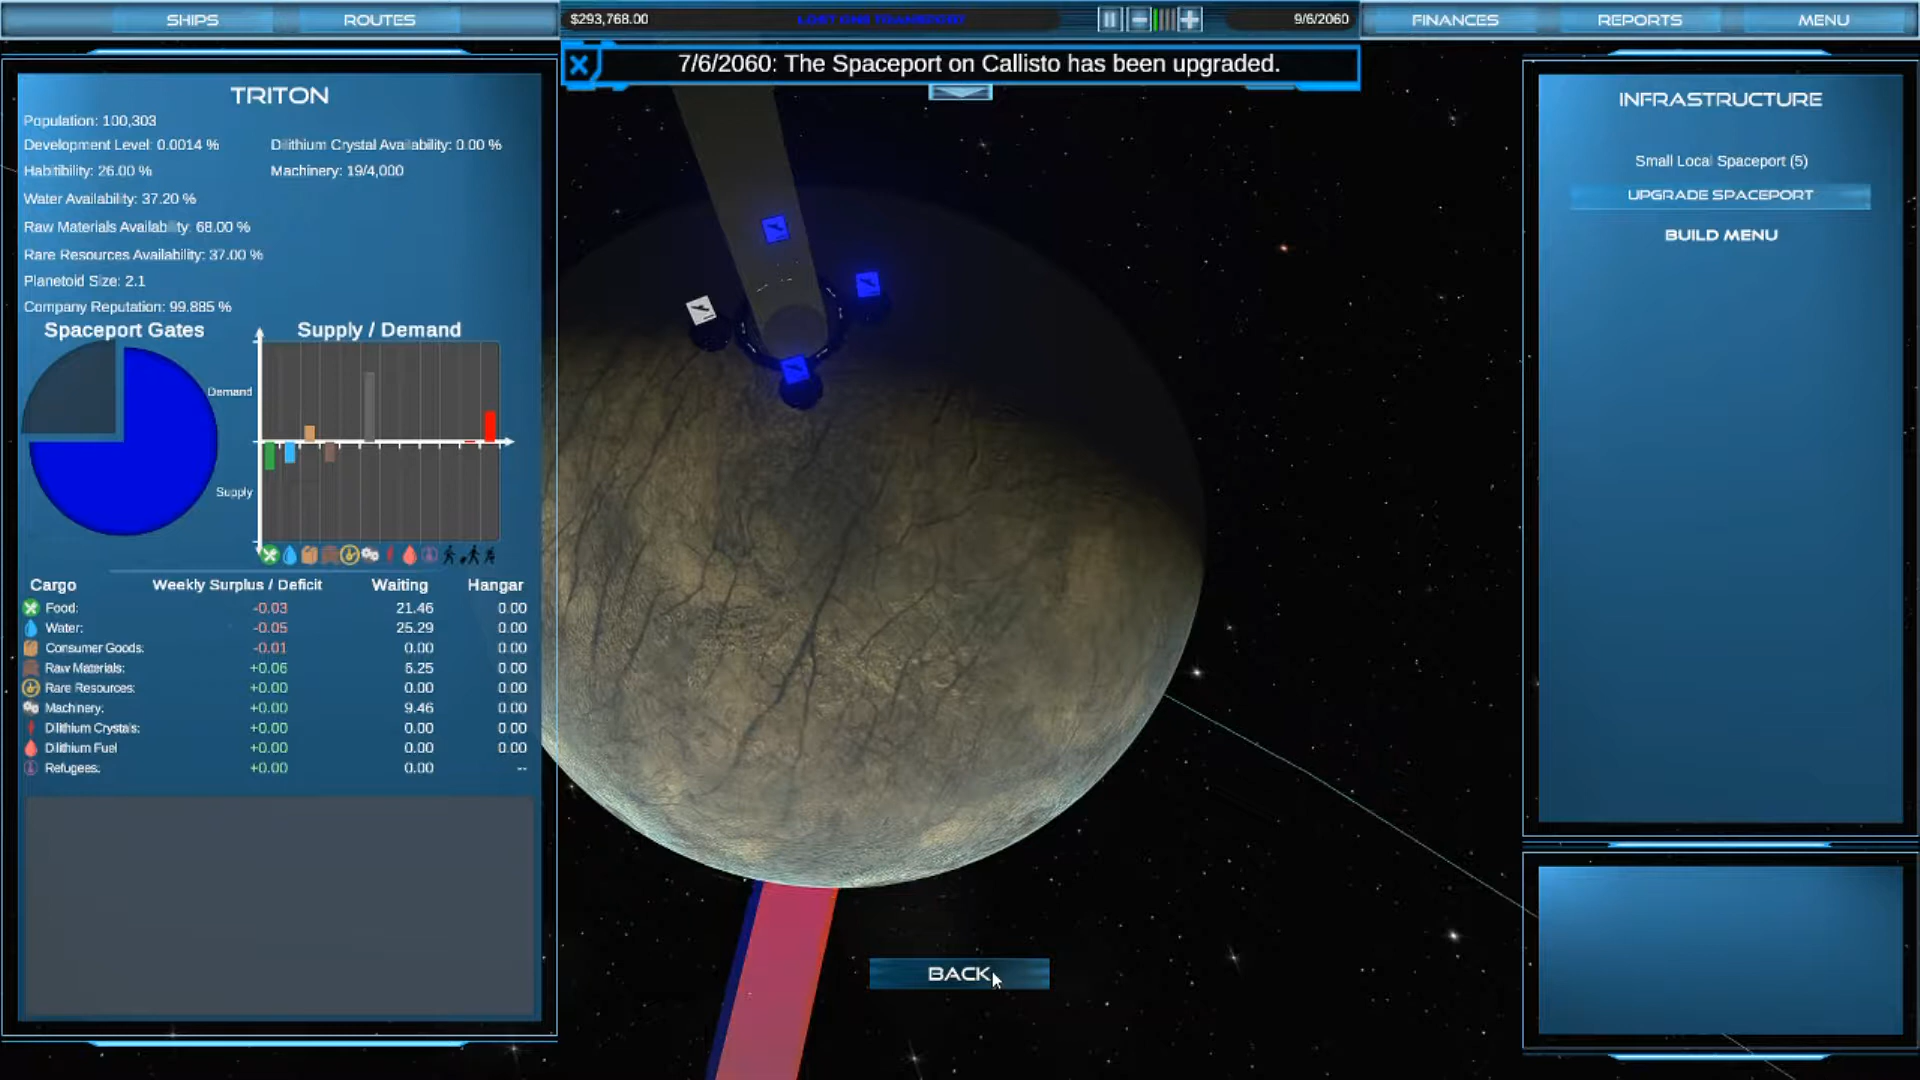 SHIPS
ROUTES
$293,768.00
LOST ONE TRANSPORT
9/6/2060
FINANCES
REPORTS
MENU
7/6/2060: The Spaceport on Callisto has been upgraded.
TRITON
Population: 100,303
Development Level: 0.0014 %
Dilithium Crystal Availability: 0.00 %
Habitibility: 26.00 %
Machinery: 19/4,000
Water Availability: 37.20 %
Raw Materials Availability: 68.00 %
Rare Resources Availability: 37.00 %
Planetoid Size: 2.1
Company Reputation: 99.885 %
Spaceport Gates
Supply / Demand
Demand
Supply
Cargo Weekly Surplus / Deficit Waiting Hangar
Food: -0.03 21.46 0.00
Water: -0.05 25.29 0.00
Consumer Goods: -0.01 0.00 0.00
Raw Materials: +0.06 6.25 0.00
Rare Resources: +0.00 0.00 0.00
Machinery: +0.00 9.46 0.00
Dilithium Crystals: +0.00 0.00 0.00
Dilithium Fuel +0.00 0.00 0.00
Refugees: +0.00 0.00 --
INFRASTRUCTURE
Small Local Spaceport (5)
UPGRADE SPACEPORT
BUILD MENU
BACK